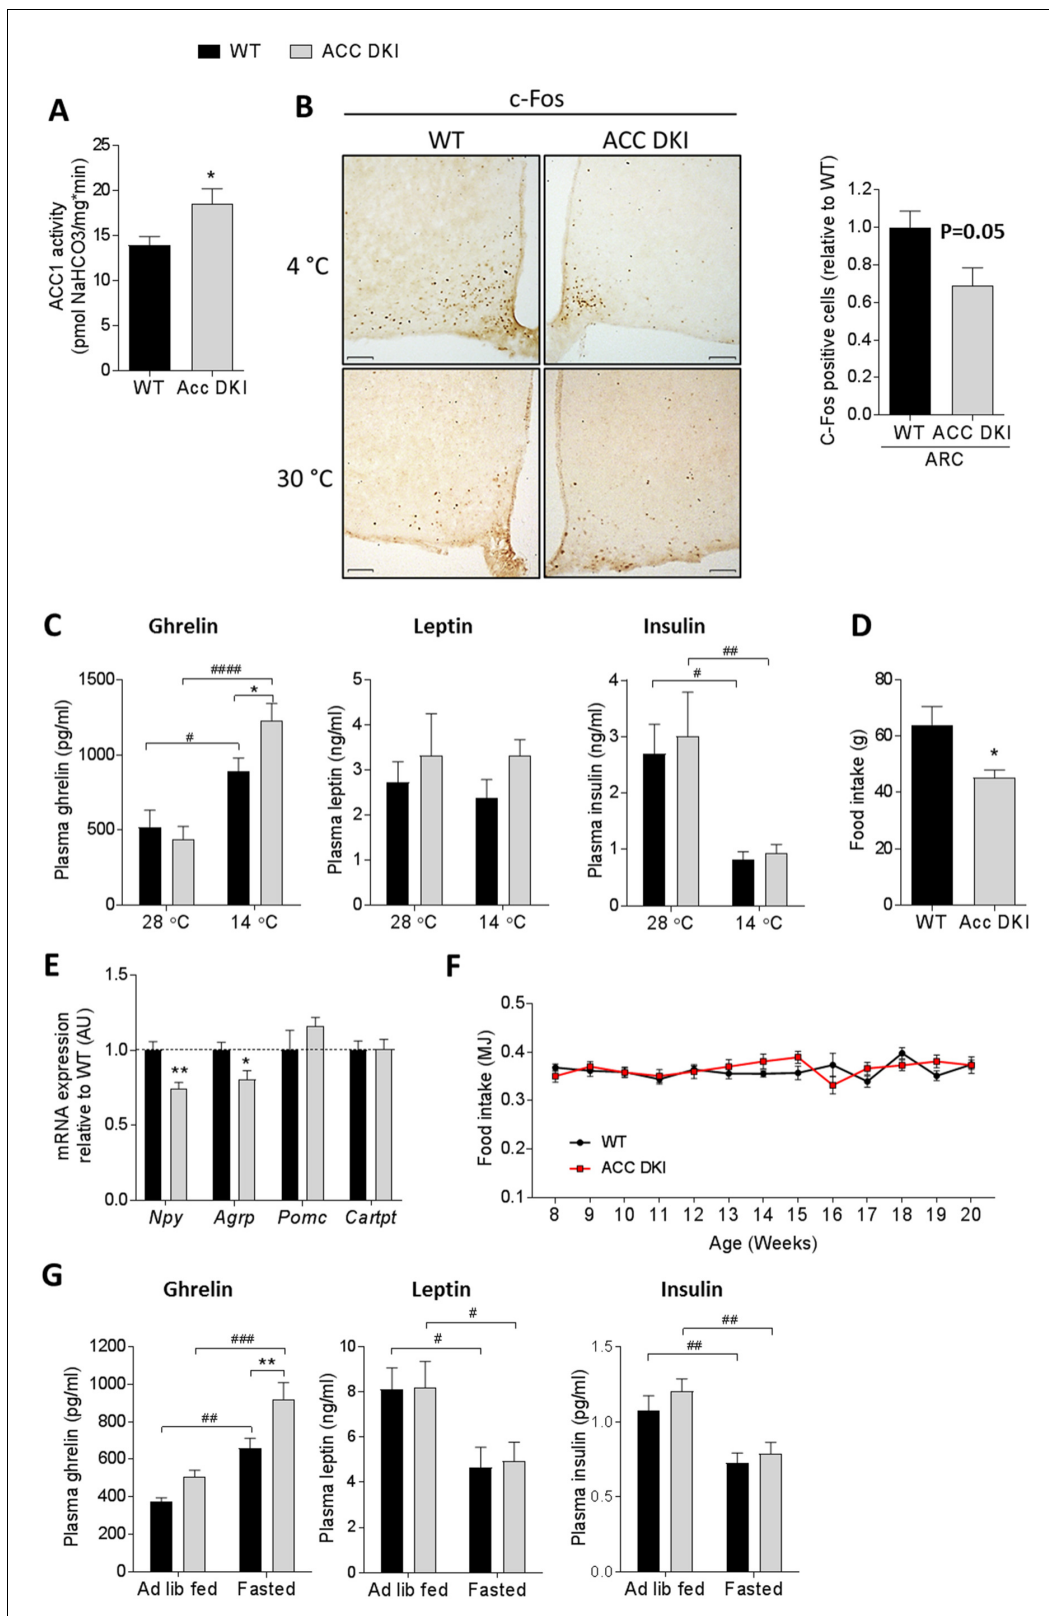 WT ACC DKI
A
ACC1 activity
(pmol NaHCO3/mg*min)
25
20
15
10
5
0
*
WT Acc DKI
B
c-Fos
WT ACC DKI
4 °C
30 °C
C-Fos positive cells (relative to WT)
1.2
1.0
0.8
0.6
0.4
0.2
0.0
P=0.05
WT ACC DKI
ARC
C
Ghrelin
Plasma ghrelin (pg/ml)
1500
1000
500
0
####
*
#
28 °C 14 °C
Leptin
Plasma leptin (ng/ml)
5
4
3
2
1
0
28 °C 14 °C
Insulin
Plasma insulin (ng/ml)
4
3
2
1
0
##
#
28 °C 14 °C
D
Food intake (g)
80
60
40
20
0
*
WT Acc DKI
E
mRNA expression
relative to WT (AU)
1.5
1.0
0.5
0.0
**
*
Npy Agrp Pomc Cartpt
F
Food intake (MJ)
0.5
0.4
0.3
0.2
0.1
WT
ACC DKI
8 9 10 11 12 13 14 15 16 17 18 19 20
Age (Weeks)
G
Ghrelin
Plasma ghrelin (pg/ml)
1200
1000
800
600
400
200
0
###
**
##
Ad lib fed Fasted
Leptin
Plasma leptin (ng/ml)
10
8
6
4
2
0
#
#
Ad lib fed Fasted
Insulin
Plasma insulin (pg/ml)
1.5
1.0
0.5
0.0
##
##
Ad lib fed Fasted